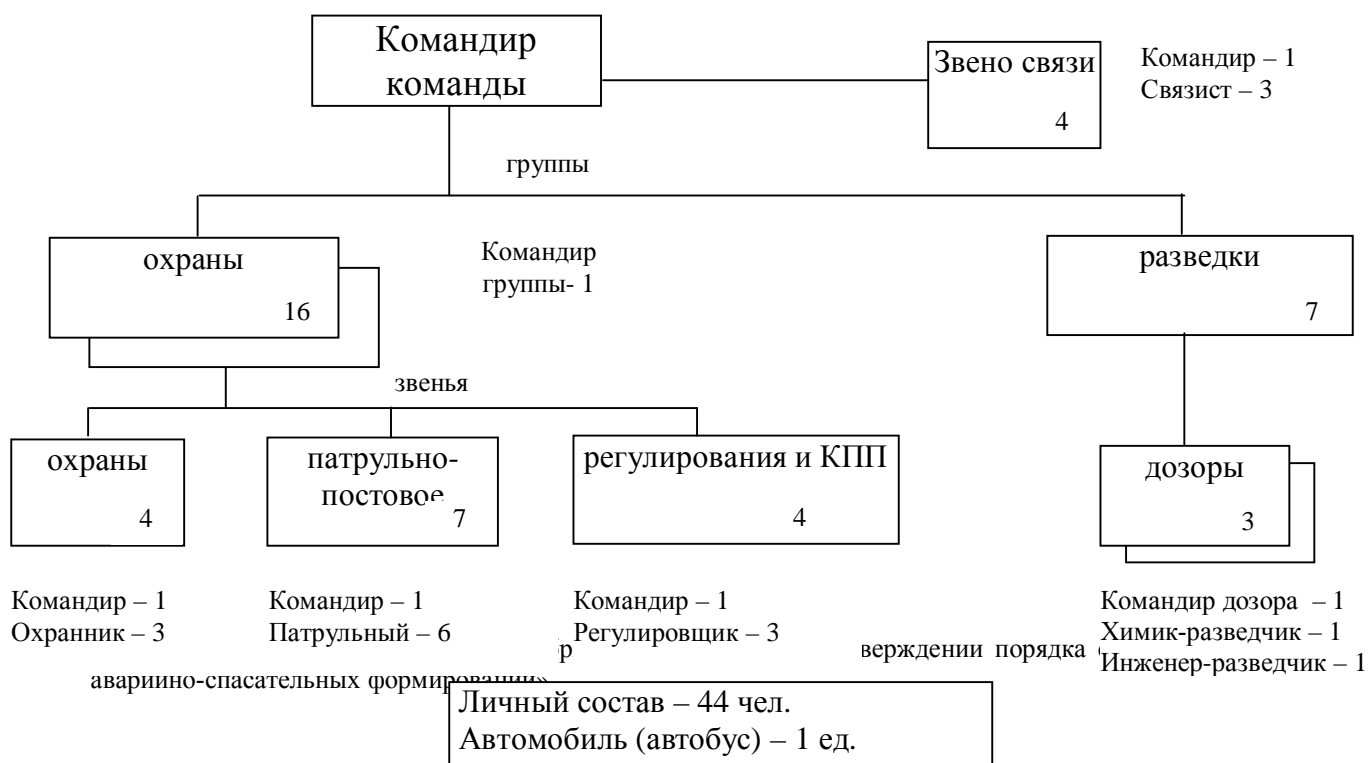 Командир
команды
Звено связи
4
Командир – 1
Связист – 3
группы
охраны
16
Командир
группы- 1
разведки
7
звенья
охраны
4
патрульно-
постовое
7
регулирования и КПП
4
дозоры
3
Командир – 1
Охранник – 3
Командир – 1
Патрульный – 6
Командир – 1
Регулировщик – 3
Командир дозора – 1
Химик-разведчик – 1
Инженер-разведчик – 1
верждении порядка
аварийно-спасательных формирований»
Личный состав – 44 чел.
Автомобиль (автобус) – 1 ед.